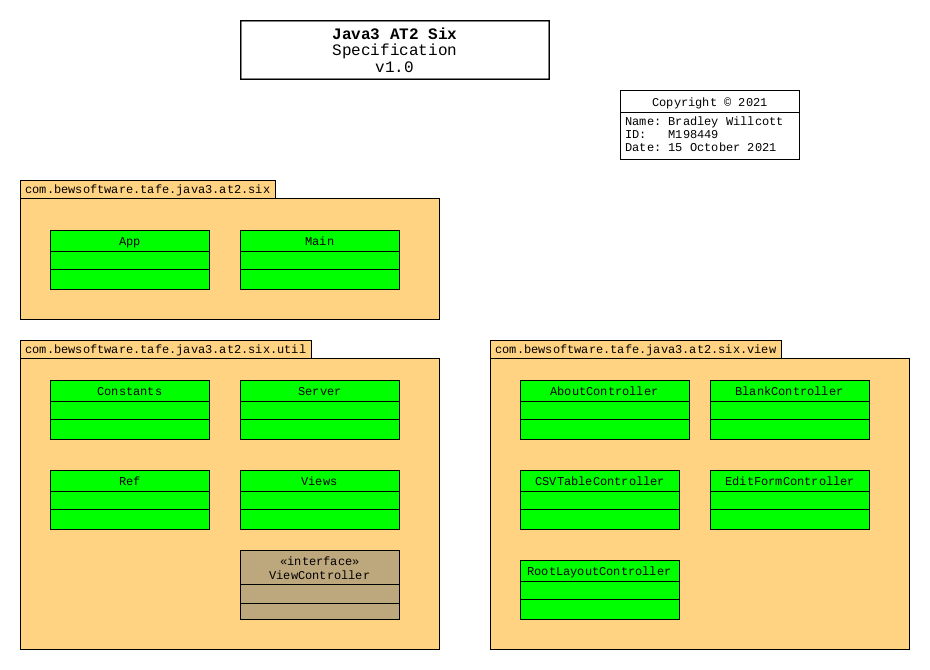 Java3 AT2 Six
Specification
v1.0
Copyright © 2021
Name: Bradley Willcott
ID: M198449
Date: 15 October 2021
com.bewsoftware.tafe.java3.at2.six
App
Main
com.bewsoftware.tafe.java3.at2.six.util
Constants
Server
Ref
Views
«interface»
ViewController
com.bewsoftware.tafe.java3.at2.six.view
AboutController
BlankController
CSVTableController
EditFormController
RootLayoutController